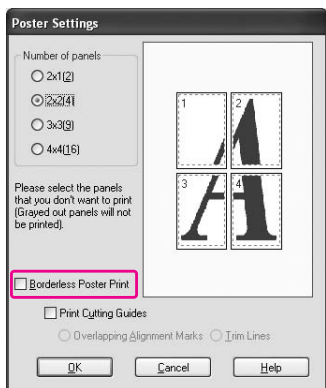 Poster Settings
Number of panels
2x1(2)
2x2(4)
3x3(9)
4x4(16)
Please select the panels
that you don't want to print
(Grayed out panels will not
be printed).
1 2
3 4
Borderless Poster Print
Print Cutting Guides
Overlapping Alignment Marks Trim Lines
OK Cancel Help